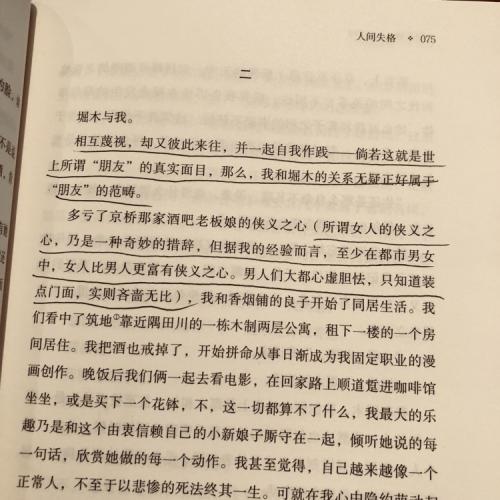 人间失格 ❖ 075
二
堀木与我。
相互蔑视，却又彼此来往，并一起自我作践——倘若这就是世
上所谓“朋友”的真实面目，那么，我和堀木的关系无疑正好属于
“朋友”的范畴。
多亏了京桥那家酒吧老板娘的侠义之心（所谓女人的侠义之
心，乃是一种奇妙的措辞，但据我的经验而言，至少在都市男女
中，女人比男人更富有侠义之心。男人们大都心虚胆怯，只知道装
点门面，实则吝啬无比），我和香烟铺的良子开始了同居生活。我
们看中了筑地①靠近隅田川的一栋木制两层公寓，租下一楼的一个房
间居住。我把酒也戒掉了，开始拼命从事日渐成为我固定职业的漫
画创作。晚饭后我们俩一起去看电影，在回家路上顺道踅进咖啡馆
坐坐，或是买下一个花钵，不，这一切都算不了什么，我最大的乐
趣乃是和这个由衷信赖自己的小新娘子厮守在一起，倾听她说的每
一句话，欣赏她做的每一个动作。我甚至觉得，自己越来越像一个
正常人，不至于以悲惨的死法终其一生。可就在我心中隐约萌动起